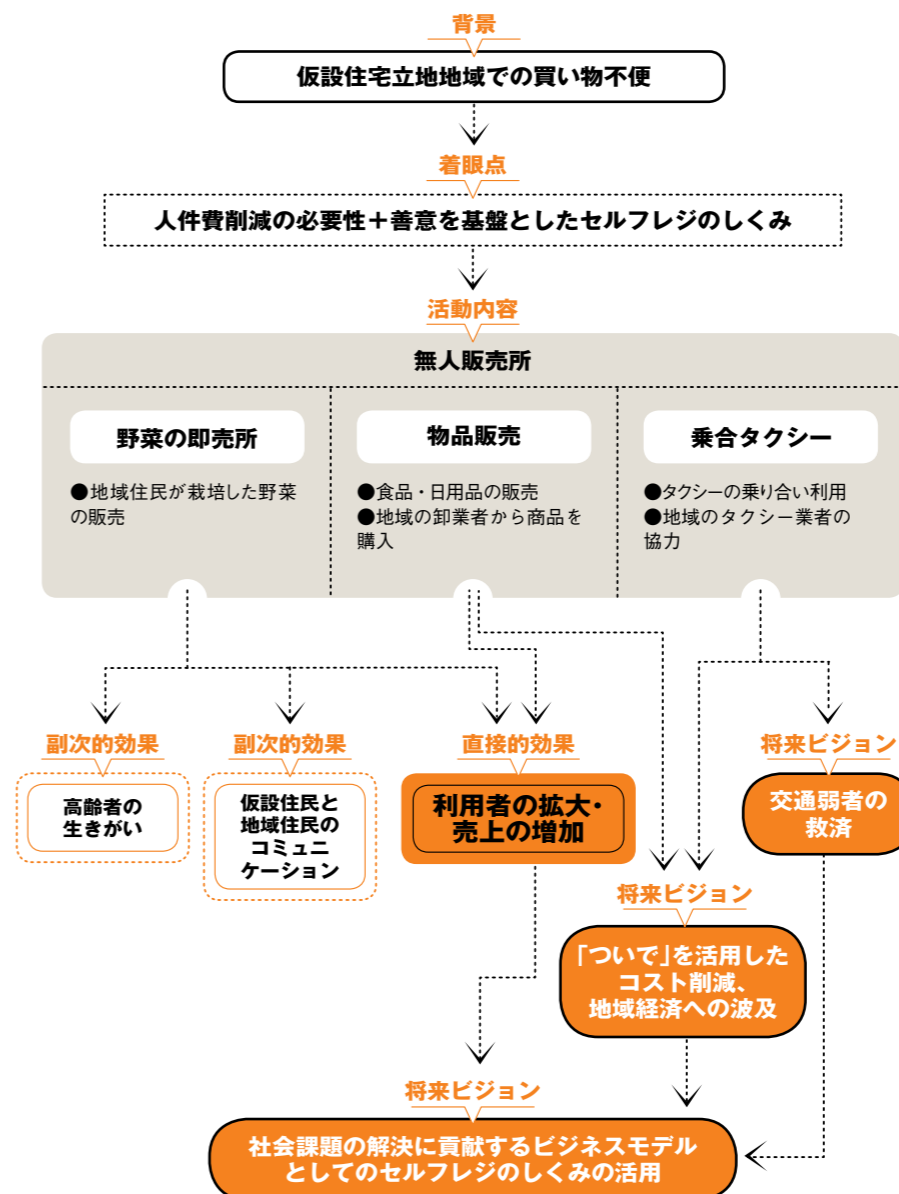 背景
仮設住宅立地地域での買い物不便
着眼点
人件費削減の必要性＋善意を基盤としたセルフレジのしくみ
活動内容
無人販売所
野菜の即売所
●地域住民が栽培した野菜
の販売
物品販売
●食品・日用品の販売
●地域の卸業者から商品を
購入
乗合タクシー
●タクシーの乗り合い利用
●地域のタクシー業者の
協力
副次的効果
高齢者の
生きがい
副次的効果
仮設住民と
地域住民の
コミュニ
ケーション
直接的効果
利用者の拡大・
売上の増加
将来ビジョン
交通弱者の
救済
将来ビジョン
「ついで」を活用した
コスト削減、
地域経済への波及
将来ビジョン
社会課題の解決に貢献するビジネスモデル
としてのセルフレジのしくみの活用